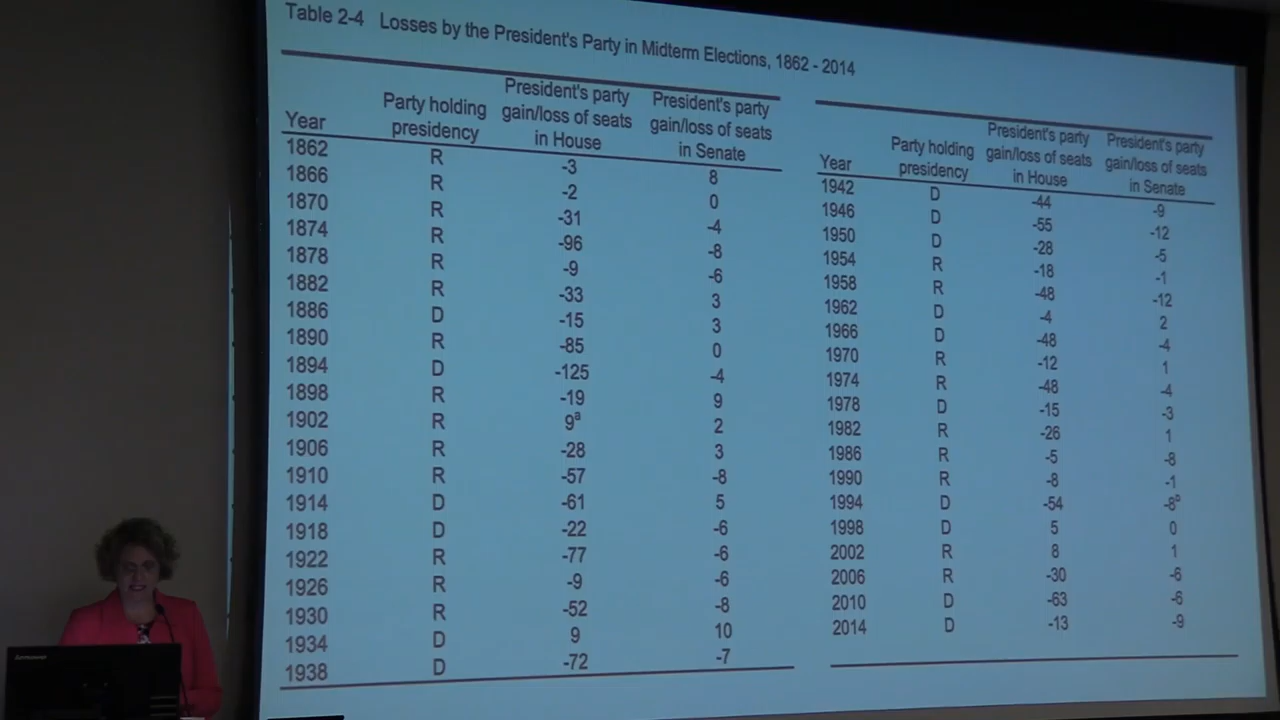 Table 2-4 Losses by the President's Party in Midterm Elections, 1862 - 2014
Year Party holding presidency President's party gain/loss of seats in House President's party gain/loss of seats in Senate
1862 R -3 8
1866 R -2 0
1870 R -31 -4
1874 R -96 -8
1878 R -9 -6
1882 R -33 3
1886 D -15 3
1890 R -85 0
1894 D -125 -4
1898 R -19 9
1902 R 9ª 2
1906 R -28 3
1910 R -57 -8
1914 D -61 5
1918 D -22 -6
1922 R -77 -6
1926 R -9 -6
1930 R -52 -8
1934 D 9 10
1938 D -72 -7
Year Party holding presidency President's party gain/loss of seats in House President's party gain/loss of seats in Senate
1942 D -44 -9
1946 D -55 -12
1950 D -28 -5
1954 R -18 -1
1958 R -48 -12
1962 D -4 2
1966 D -48 -4
1970 R -12 1
1974 R -48 -4
1978 D -15 -3
1982 R -26 1
1986 R -5 -8
1990 R -8 -1
1994 D -54 -8
1998 D 5 0
2002 R 8 1
2006 R -30 -6
2010 D -63 -6
2014 D -13 -9